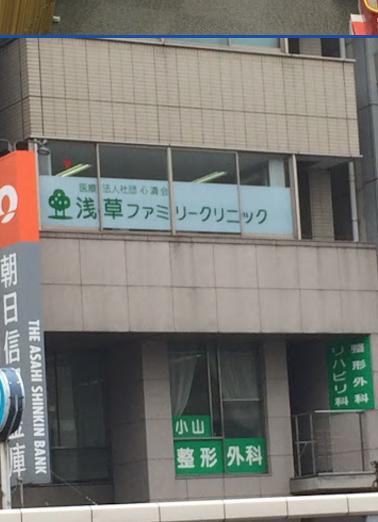 医療法人社団 心濤会
浅草ファミリークリニック
朝日信用金庫
THE ASAHI SHINKIN BANK
小山
整形外科
整形外科
リハビリ科